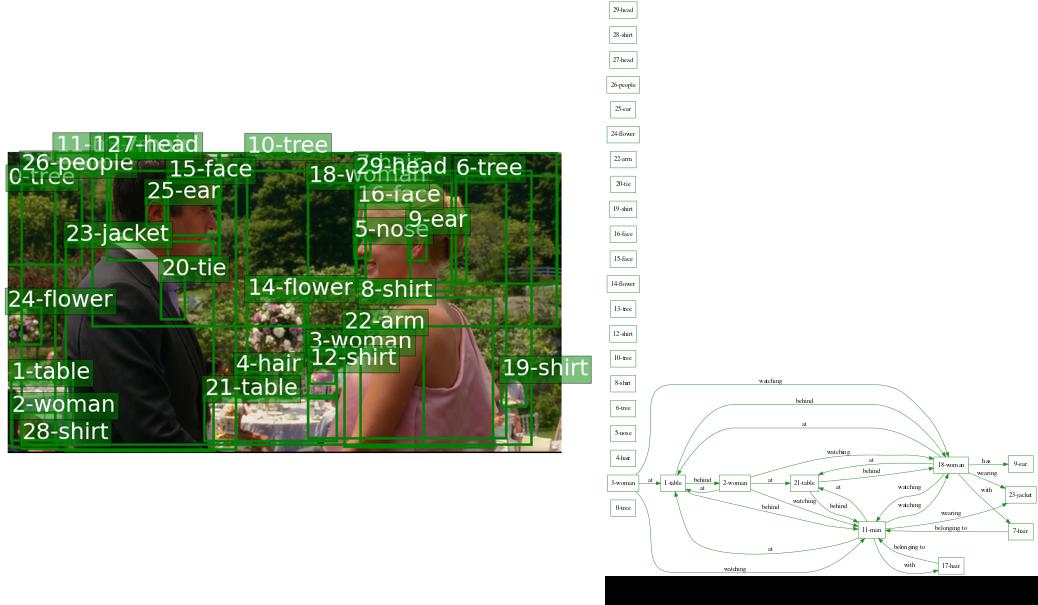 11-
27-head
10-tree
26-people
0-tree
15-face
18-woman
29-head
6-tree
25-ear
16-face
9-ear
5-nose
23-jacket
20-tie
14-flower
8-shirt
24-flower
22-arm
3-woman
12-shirt
4-hair
19-shirt
1-table
21-table
2-woman
28-shirt
29-head
28-shirt
27-head
26-people
25-ear
24-flower
22-arm
20-tie
19-shirt
16-face
15-face
14-flower
13-tree
12-shirt
10-tree
8-shirt
6-tree
5-nose
4-hair
3-woman
0-tree
watching
behind
at
watching
at
behind
18-woman
has
9-ear
wearing
23-jacket
with
at
1-table
behind
at
2-woman
at
21-table
watching
behind
at
behind
watching
watching
11-man
wearing
belonging to
7-hair
at
belonging to
with
17-hair
watching